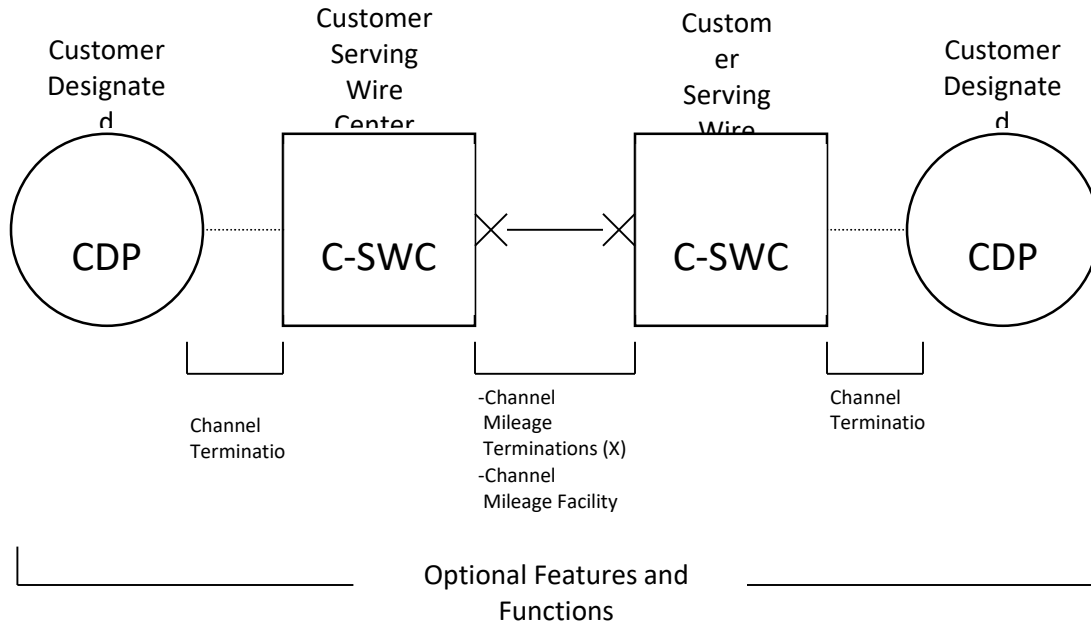 Customer
Designate
d
Customer
Serving
Wire
Center
Custom
er
Serving
Wire
Customer
Designate
d
CDP
C-SWC
C-SWC
CDP
Channel
Terminatio
-Channel
Mileage
Terminations (X)
-Channel
Mileage Facility
Channel
Terminatio
Optional Features and
Functions